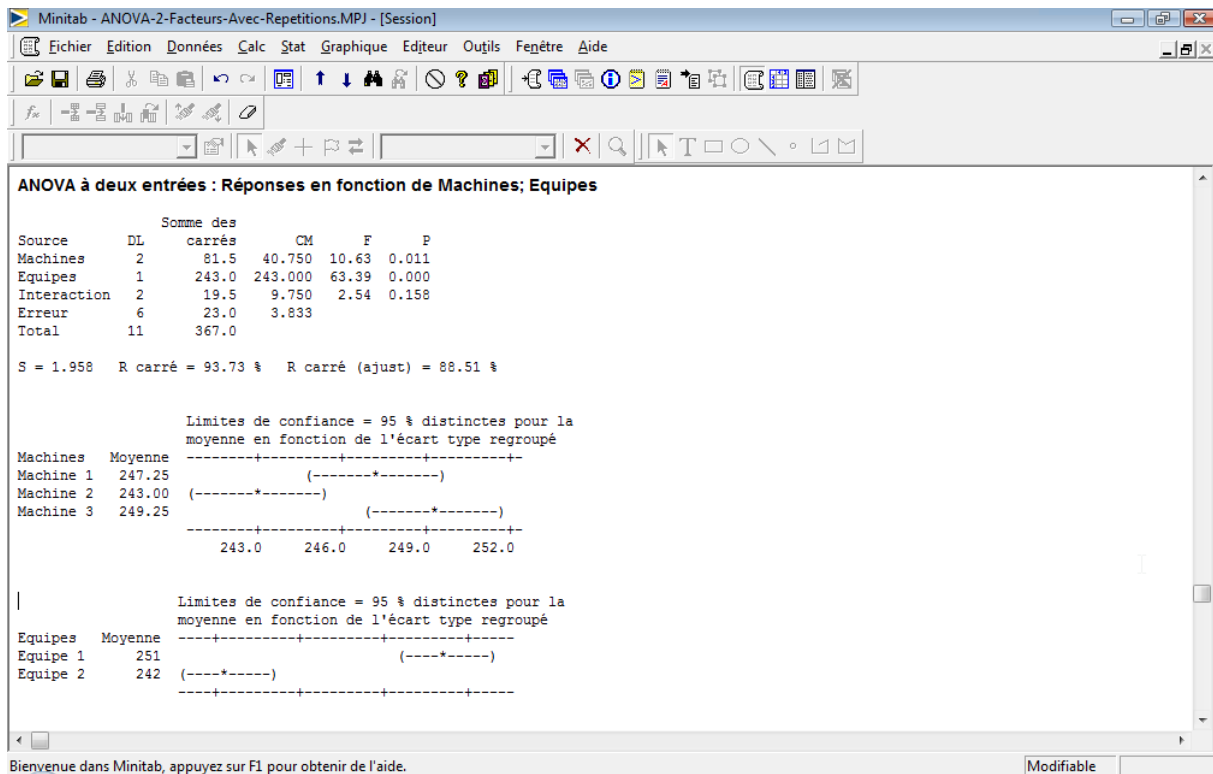 Minitab - ANOVA-2-Facteurs-Avec-Repetitions.MPJ - [Session]
Fichier Edition Données Calc Stat Graphique Editeur Outils Fenêtre Aide
ANOVA à deux entrées : Réponses en fonction de Machines; Equipes
Somme des
Source DL carrés CM F P
Machines 2 81.5 40.750 10.63 0.011
Equipes 1 243.0 243.000 63.39 0.000
Interaction 2 19.5 9.750 2.54 0.158
Erreur 6 23.0 3.833
Total 11 367.0
S = 1.958 R carré = 93.73 % R carré (ajust) = 88.51 %
Limites de confiance = 95 % distinctes pour la
moyenne en fonction de l'écart type regroupé
Machines Moyenne --------+---------+---------+---------+-
Machine 1 247.25 (-------*-------)
Machine 2 243.00 (-------*-------)
Machine 3 249.25 (-------*-------)
--------+---------+---------+---------+-
243.0 246.0 249.0 252.0
Limites de confiance = 95 % distinctes pour la
moyenne en fonction de l'écart type regroupé
Equipes Moyenne ----+---------+---------+---------+-----
Equipe 1 251 (----*-----)
Equipe 2 242 (----*-----)
----+---------+---------+---------+-----
Bienvenue dans Minitab, appuyez sur F1 pour obtenir de l'aide.
Modifiable